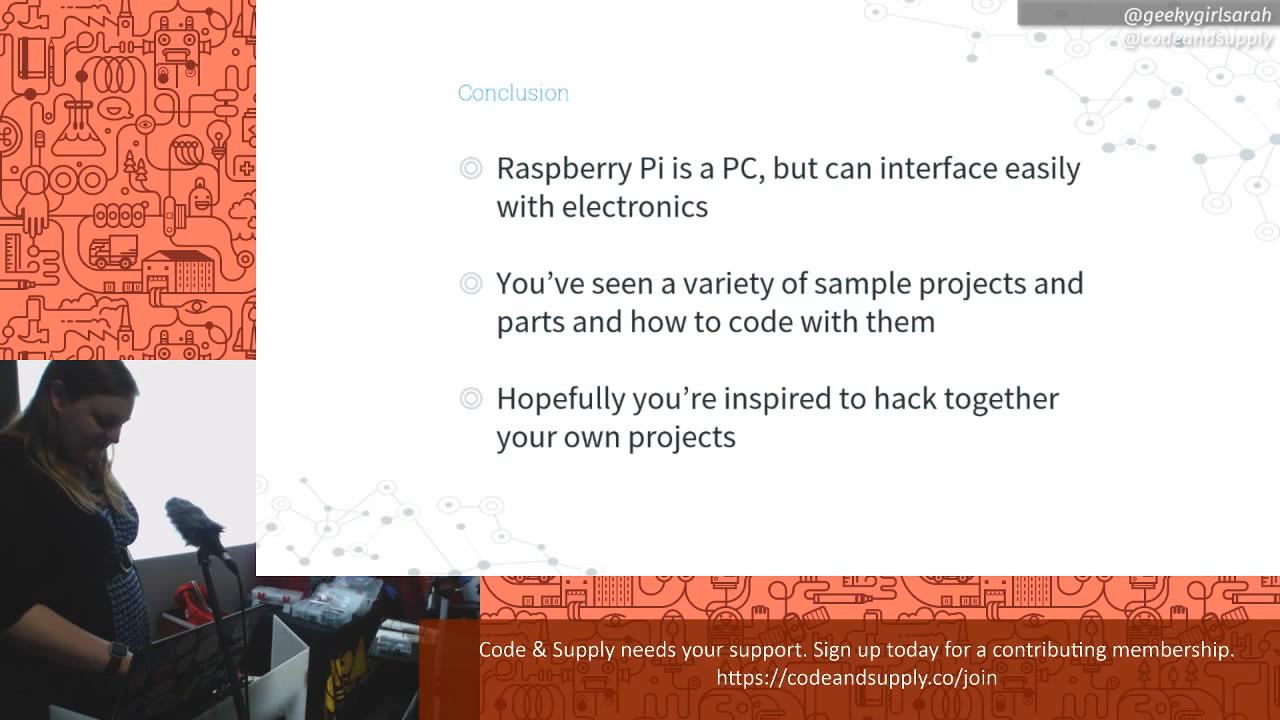 @geekygirlsarah
@codeandsupply
Conclusion
Raspberry Pi is a PC, but can interface easily
with electronics
You’ve seen a variety of sample projects and
parts and how to code with them
Hopefully you’re inspired to hack together
your own projects
Code & Supply needs your support. Sign up today for a contributing membership.
https://codeandsupply.co/join